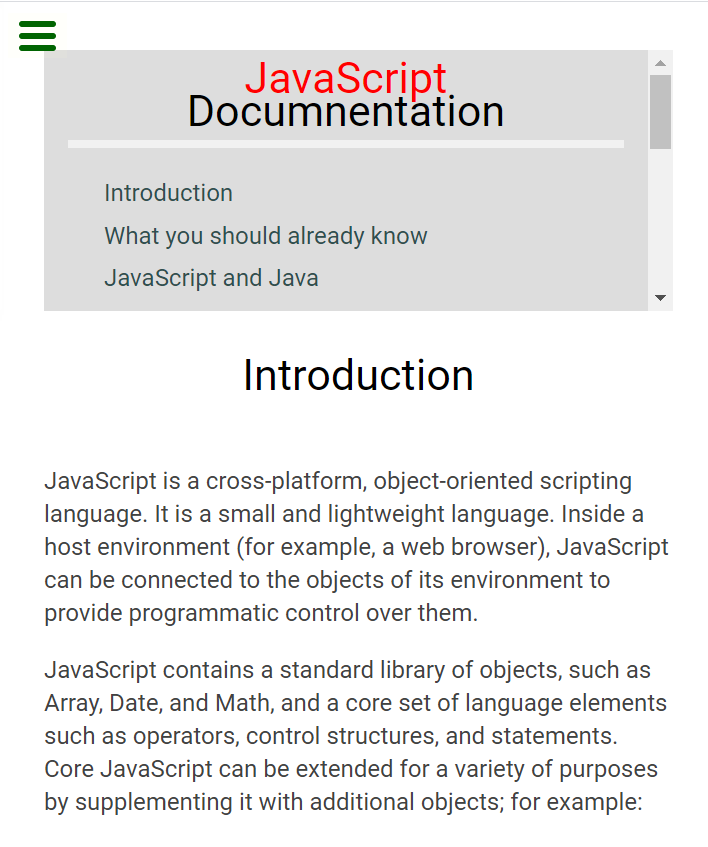 JavaScript
Documnentation
Introduction
What you should already know
JavaScript and Java
Introduction
JavaScript is a cross-platform, object-oriented scripting
language. It is a small and lightweight language. Inside a
host environment (for example, a web browser), JavaScript
can be connected to the objects of its environment to
provide programmatic control over them.
JavaScript contains a standard library of objects, such as
Array, Date, and Math, and a core set of language elements
such as operators, control structures, and statements.
Core JavaScript can be extended for a variety of purposes
by supplementing it with additional objects; for example: